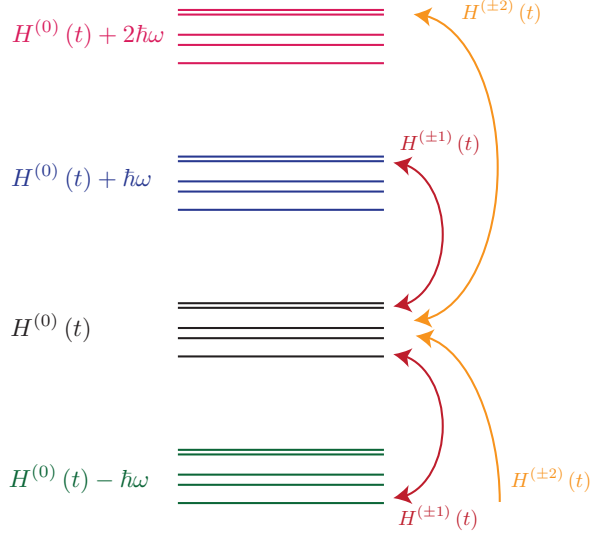 H^{(0)}(t) + 2ħω
H^{(±2)}(t)
H^{(±1)}(t)
H^{(0)}(t) + ħω
H^{(0)}(t)
H^{(0)}(t) − ħω
H^{(±2)}(t)
H^{(±1)}(t)